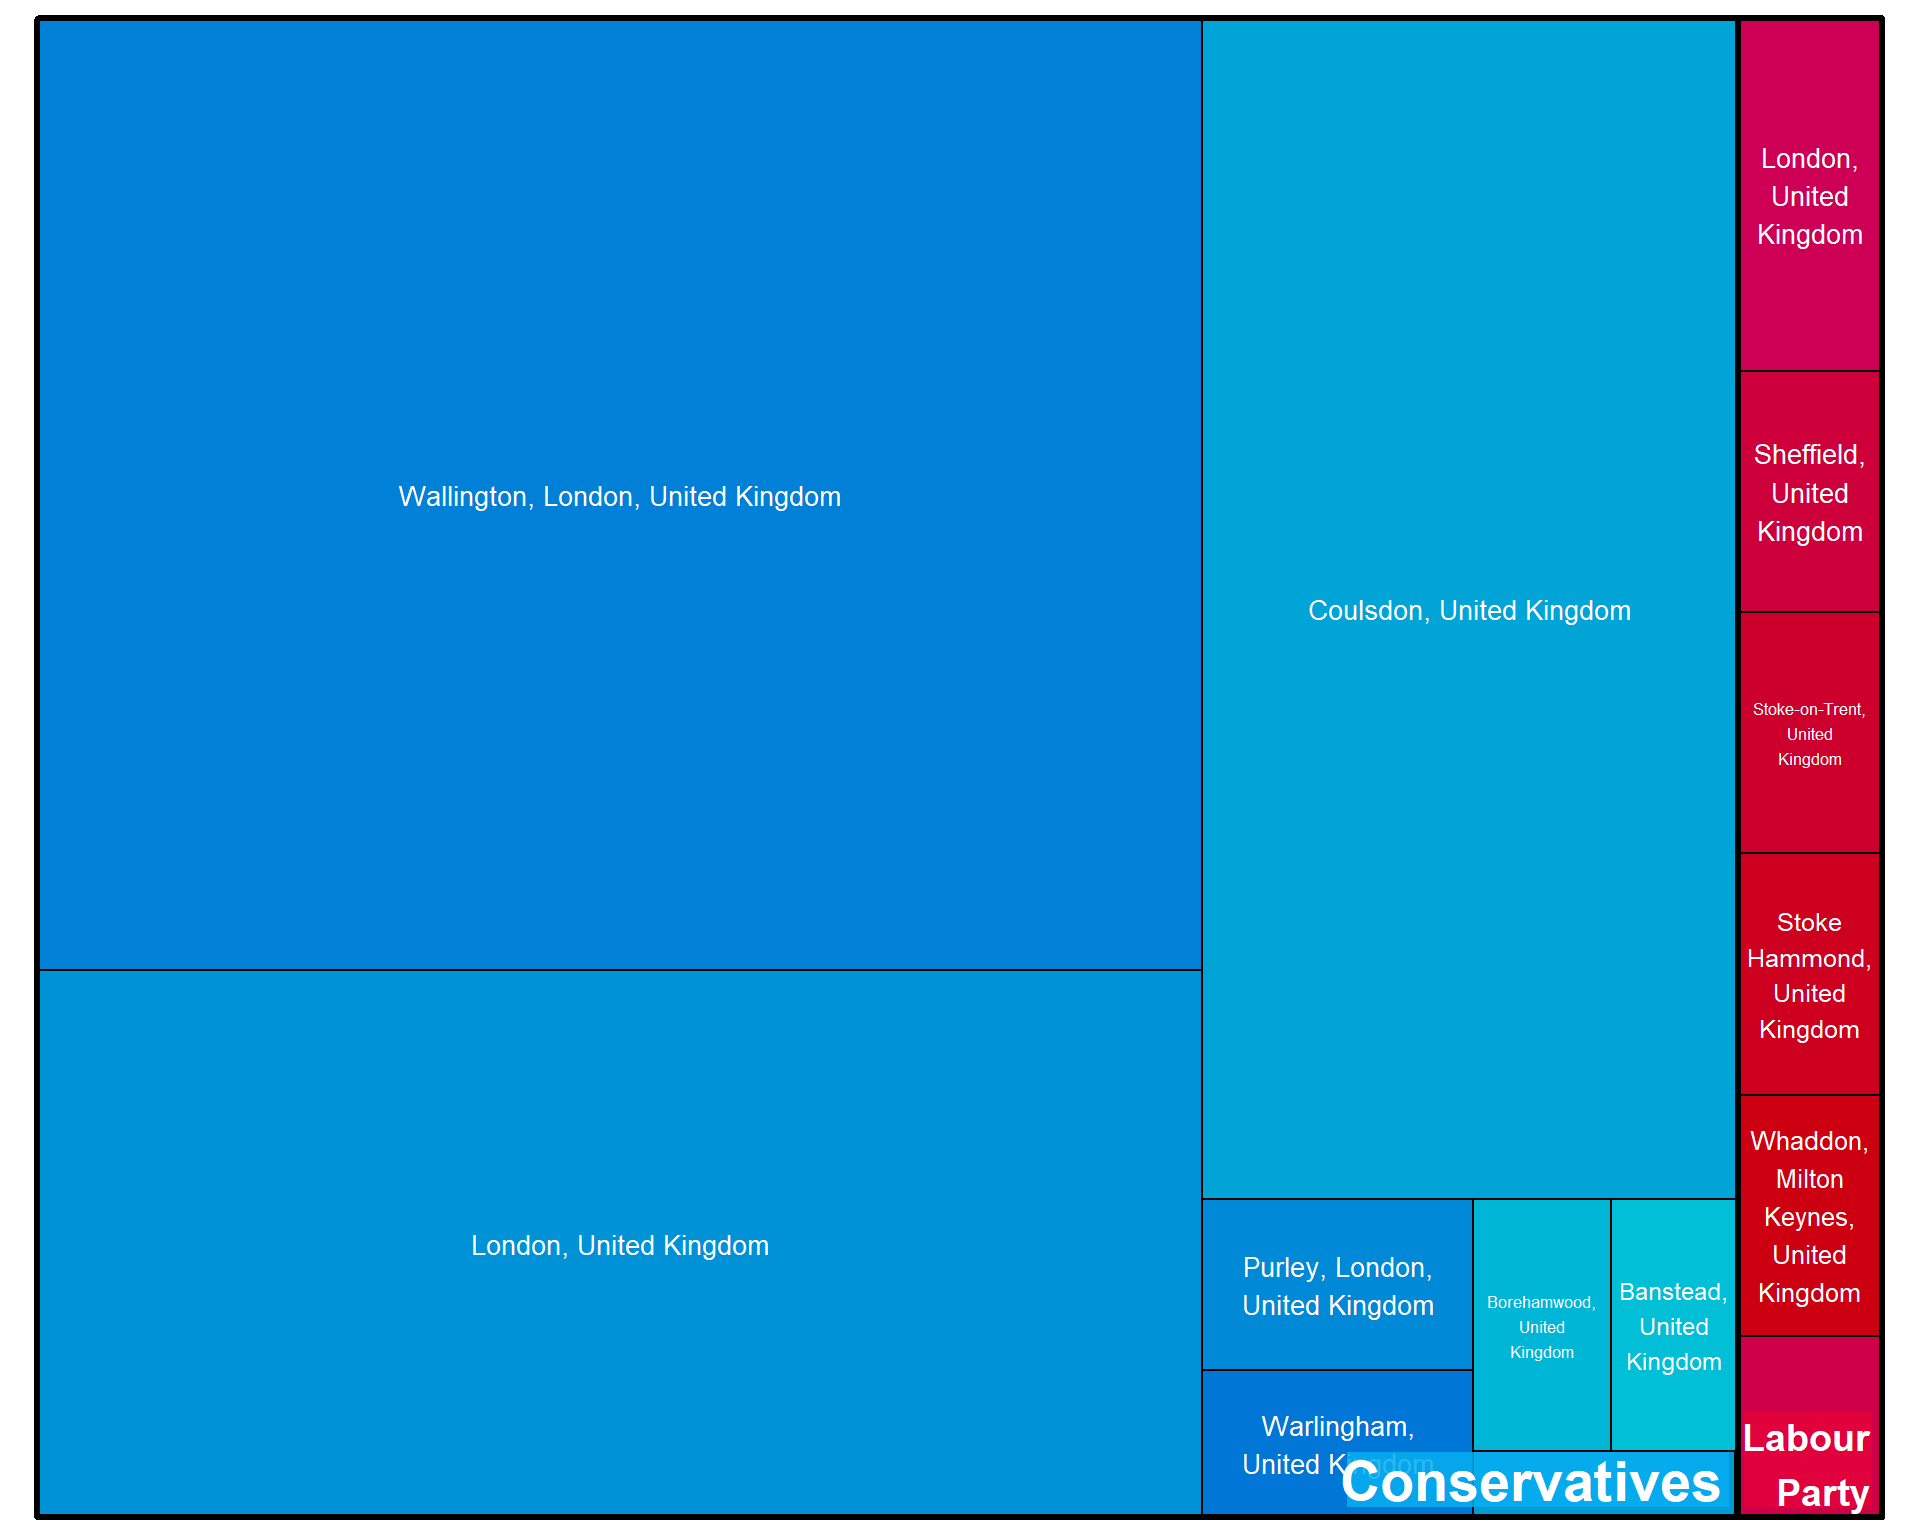 Wallington, London, United Kingdom
London, United Kingdom
Coulsdon, United Kingdom
Purley, London,
United Kingdom
Warlingham,
United Kingdom
Borehamwood,
United
Kingdom
Banstead,
United
Kingdom
Conservatives
London,
United
Kingdom
Sheffield,
United
Kingdom
Stoke-on-Trent,
United
Kingdom
Stoke
Hammond,
United
Kingdom
Whaddon,
Milton
Keynes,
United
Kingdom
Labour
Party